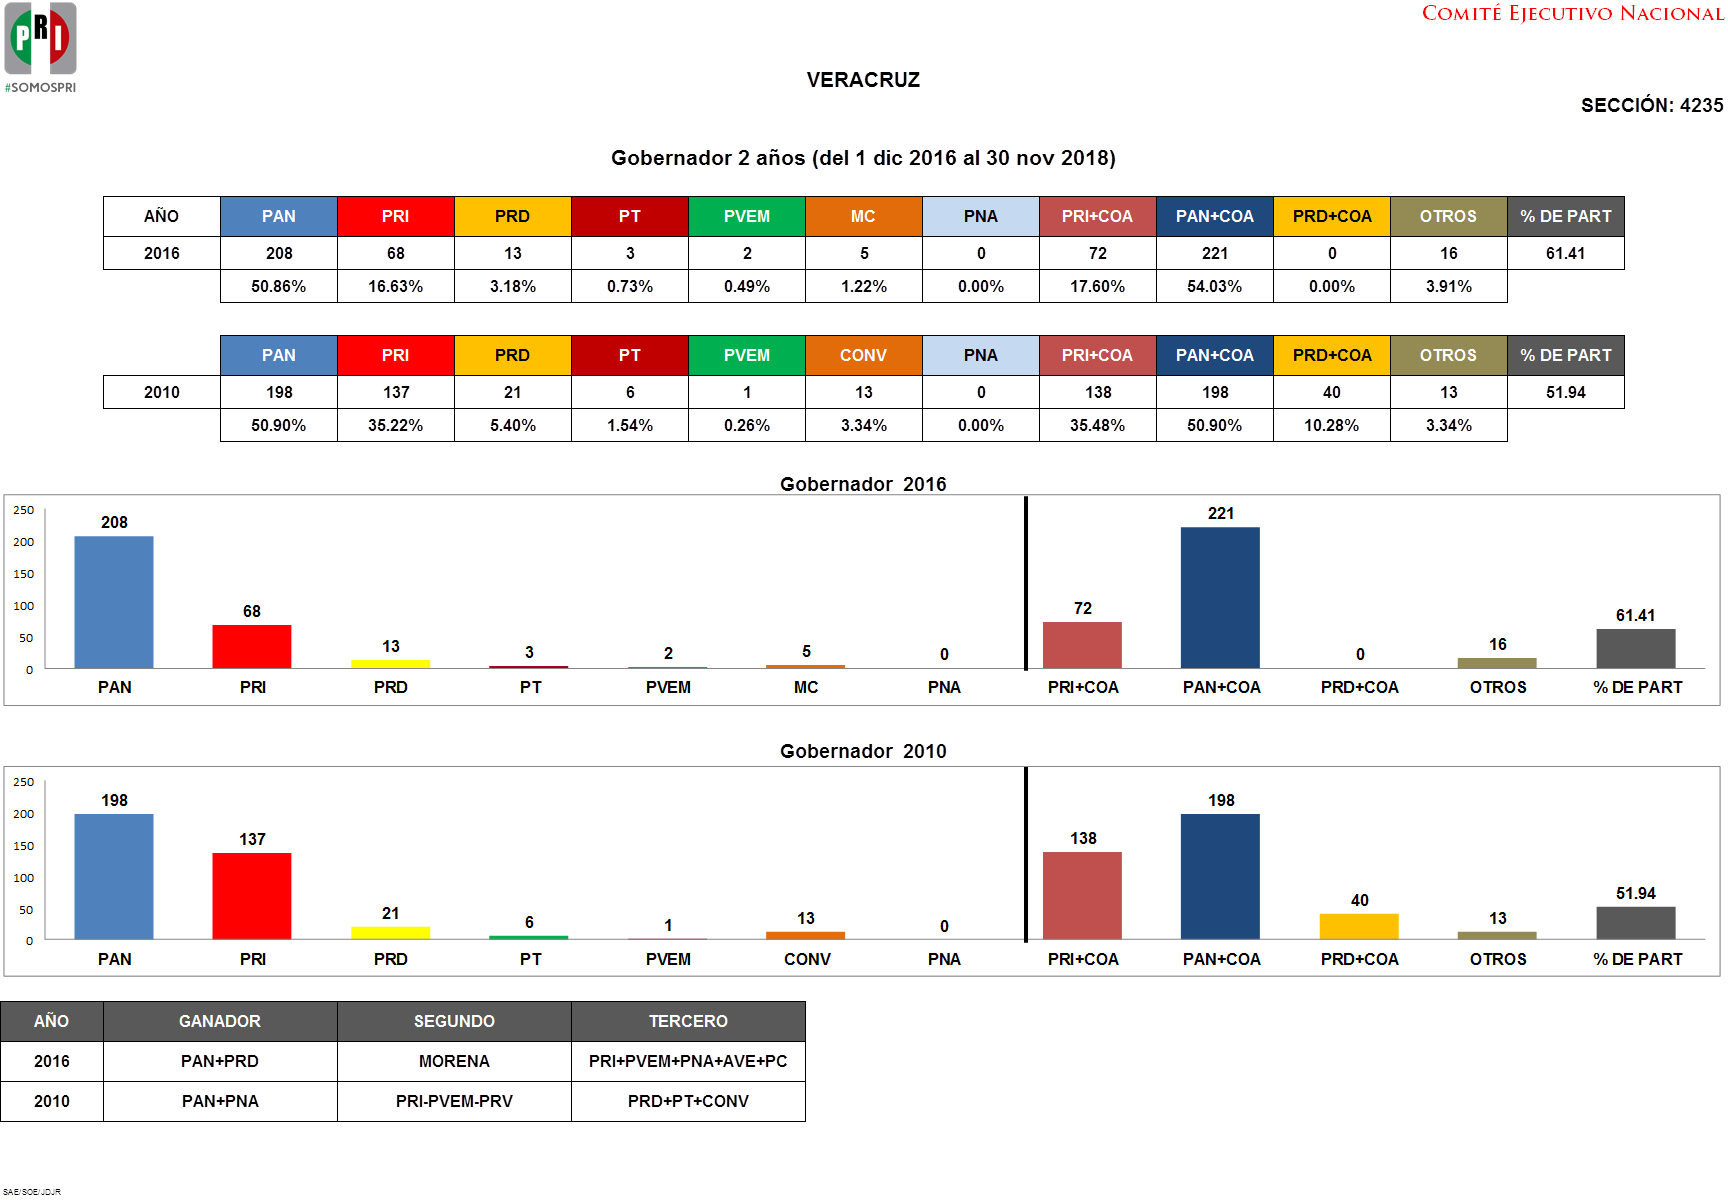 PRI
#SOMOSPRI
COMITÉ EJECUTIVO NACIONAL
VERACRUZ
SECCIÓN: 4235
Gobernador 2 años (del 1 dic 2016 al 30 nov 2018)
AÑO PAN PRI PRD PT PVEM MC PNA PRI+COA PAN+COA PRD+COA OTROS % DE PART
2016 208 68 13 3 2 5 0 72 221 0 16 61.41
50.86% 16.63% 3.18% 0.73% 0.49% 1.22% 0.00% 17.60% 54.03% 0.00% 3.91%
PAN PRI PRD PT PVEM CONV PNA PRI+COA PAN+COA PRD+COA OTROS % DE PART
2010 198 137 21 6 1 13 0 138 198 40 13 51.94
50.90% 35.22% 5.40% 1.54% 0.26% 3.34% 0.00% 35.48% 50.90% 10.28% 3.34%
Gobernador 2016
250
200
150
100
50
0
208 68 13 3 2 5 0 72 221 0 16 61.41
PAN PRI PRD PT PVEM MC PNA PRI+COA PAN+COA PRD+COA OTROS % DE PART
Gobernador 2010
250
200
150
100
50
0
198 137 21 6 1 13 0 138 198 40 13 51.94
PAN PRI PRD PT PVEM CONV PNA PRI+COA PAN+COA PRD+COA OTROS % DE PART
AÑO GANADOR SEGUNDO TERCERO
2016 PAN+PRD MORENA PRI+PVEM+PNA+AVE+PC
2010 PAN+PNA PRI-PVEM-PRV PRD+PT+CONV
SAE/SOE/JDJR